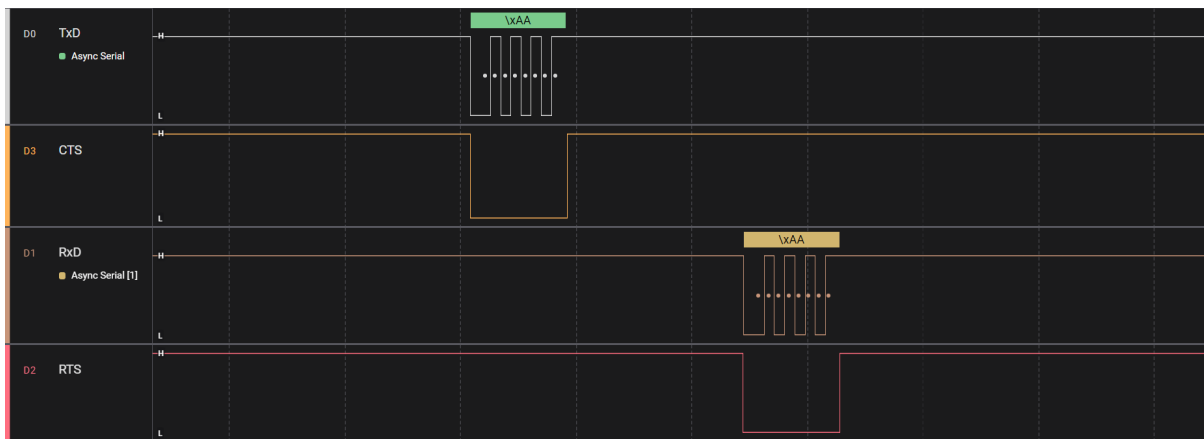 \xAA
D0 TxD
H
Async Serial
L
D3 CTS
H
L
\xAA
D1 RxD
H
Async Serial [1]
L
D2 RTS
H
L